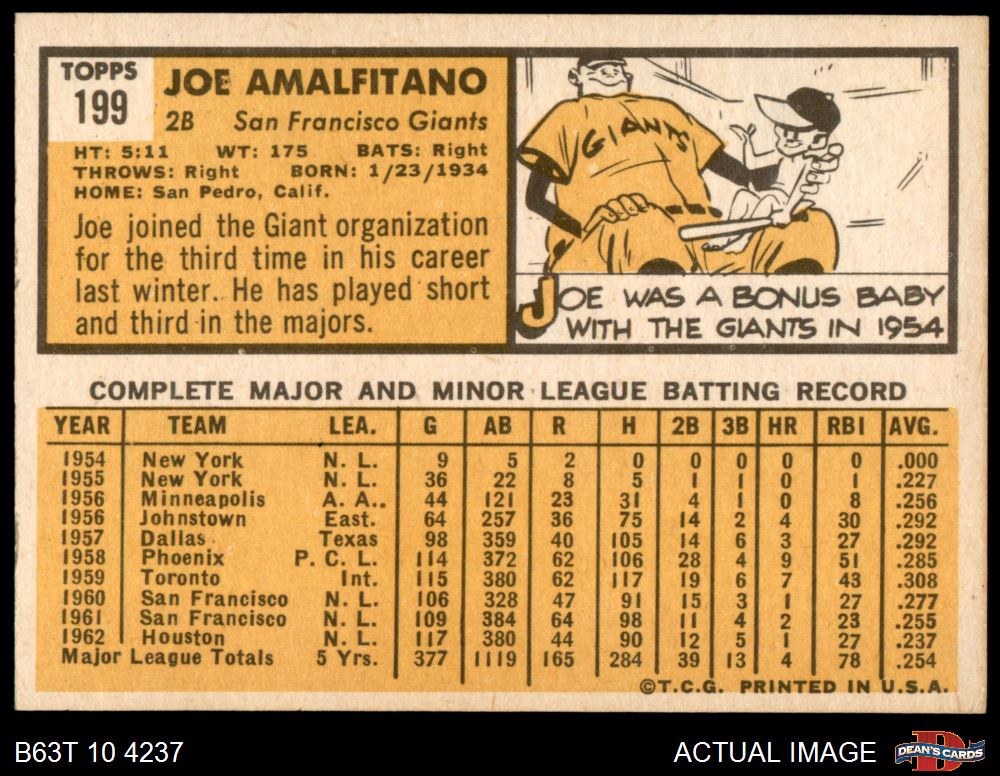 TOPPS
199
JOE AMALFITANO
2B San Francisco Giants
HT: 5:11 WT: 175 BATS: Right
THROWS: Right BORN: 1/23/1934
HOME: San Pedro, Calif.
Joe joined the Giant organization
for the third time in his career
last winter. He has played short
and third in the majors.
GIANTS
JOE WAS A BONUS BABY
WITH THE GIANTS IN 1954
COMPLETE MAJOR AND MINOR LEAGUE BATTING RECORD
YEAR TEAM LEA. G AB R H 2B 3B HR RBI AVG.
1954 New York N. L. 9 5 2 0 0 0 0 0 .000
1955 New York N. L. 36 22 8 5 1 1 0 1 .227
1956 Minneapolis A. A.. 44 121 23 31 4 1 0 8 .256
1956 Johnstown East. 64 257 36 75 14 2 4 30 .292
1957 Dallas Texas 98 359 40 105 14 6 3 27 .292
1958 Phoenix P. C. L. 114 372 62 106 28 4 9 51 .285
1959 Toronto Int. 115 380 62 117 19 6 7 43 .308
1960 San Francisco N. L. 106 328 47 91 15 3 1 27 .277
1961 San Francisco N. L. 109 384 64 98 11 4 2 23 .255
1962 Houston N. L. 117 380 44 90 12 5 1 27 .237
Major League Totals 5 Yrs. 377 1119 165 284 39 13 4 78 .254
©T.C.G. PRINTED IN U.S.A.
B63T 10 4237 ACTUAL IMAGE DEAN'S CARDS